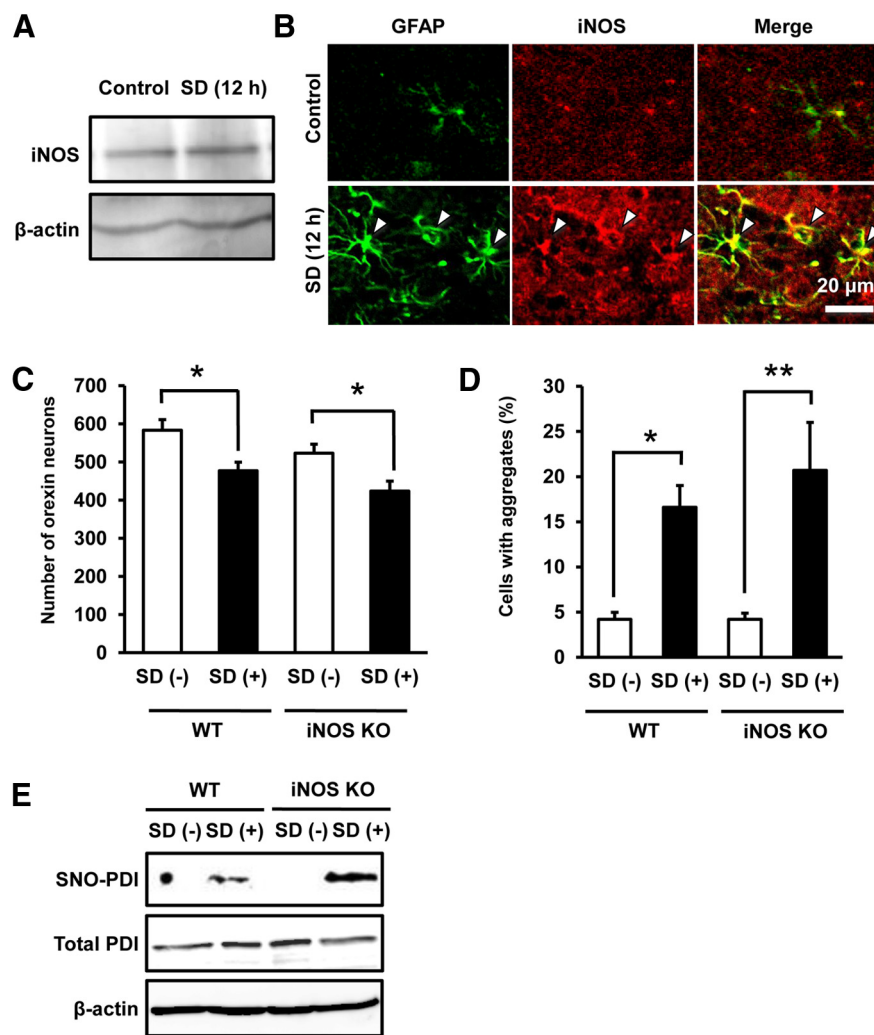 A
Control SD (12 h)
iNOS
β-actin
B
GFAP iNOS Merge
Control
SD (12 h)
20 µm
C
Number of orexin neurons
700
600
500
400
300
200
100
0
* *
SD (-) SD (+) SD (-) SD (+)
WT iNOS KO
D
Cells with aggregates (%)
30
25
20
15
10
5
0
* **
SD (-) SD (+) SD (-) SD (+)
WT iNOS KO
E
WT iNOS KO
SD (-) SD (+) SD (-) SD (+)
SNO-PDI
Total PDI
β-actin